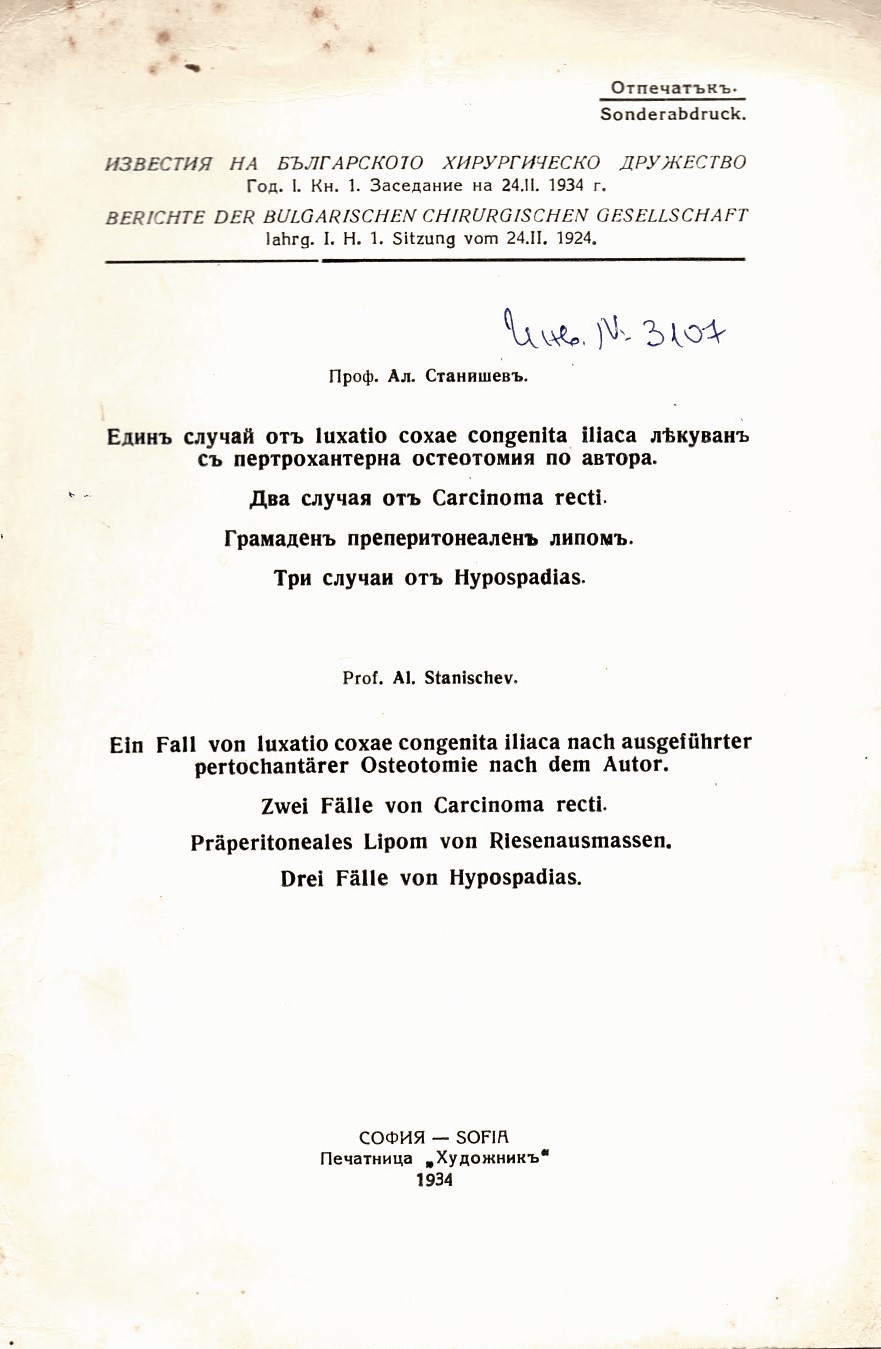 Отпечатъкъ.
Sonderabdruck.
ИЗВЕСТИЯ НА БЪЛГАРСКОТО ХИРУРГИЧЕСКО ДРУЖЕСТВО
Год. I. Кн. 1. Заседание на 24.II. 1934 г.
BERICHTE DER BULGARISCHEN CHIRURGISCHEN GESELLSCHAFT
Iahrg. I. H. 1. Sitzung vom 24.II. 1924.
Инв. № 3107
Проф. Ал. Станишевъ.
Единъ случай отъ luxatio coxae congenita iliaca лѣкуванъ
съ пертрохантерна остеотомия по автора.
Два случая отъ Carcinoma recti.
Грамаденъ преперитонеаленъ липомъ.
Три случаи отъ Hypospadias.
Prof. Al. Stanischev.
Ein Fall von luxatio coxae congenita iliaca nach ausgeführter
pertochantärer Osteotomie nach dem Autor.
Zwei Fälle von Carcinoma recti.
Präperitoneales Lipom von Riesenausmassen.
Drei Fälle von Hypospadias.
СОФИЯ — SOFIA
Печатница „Художникъ“
1934